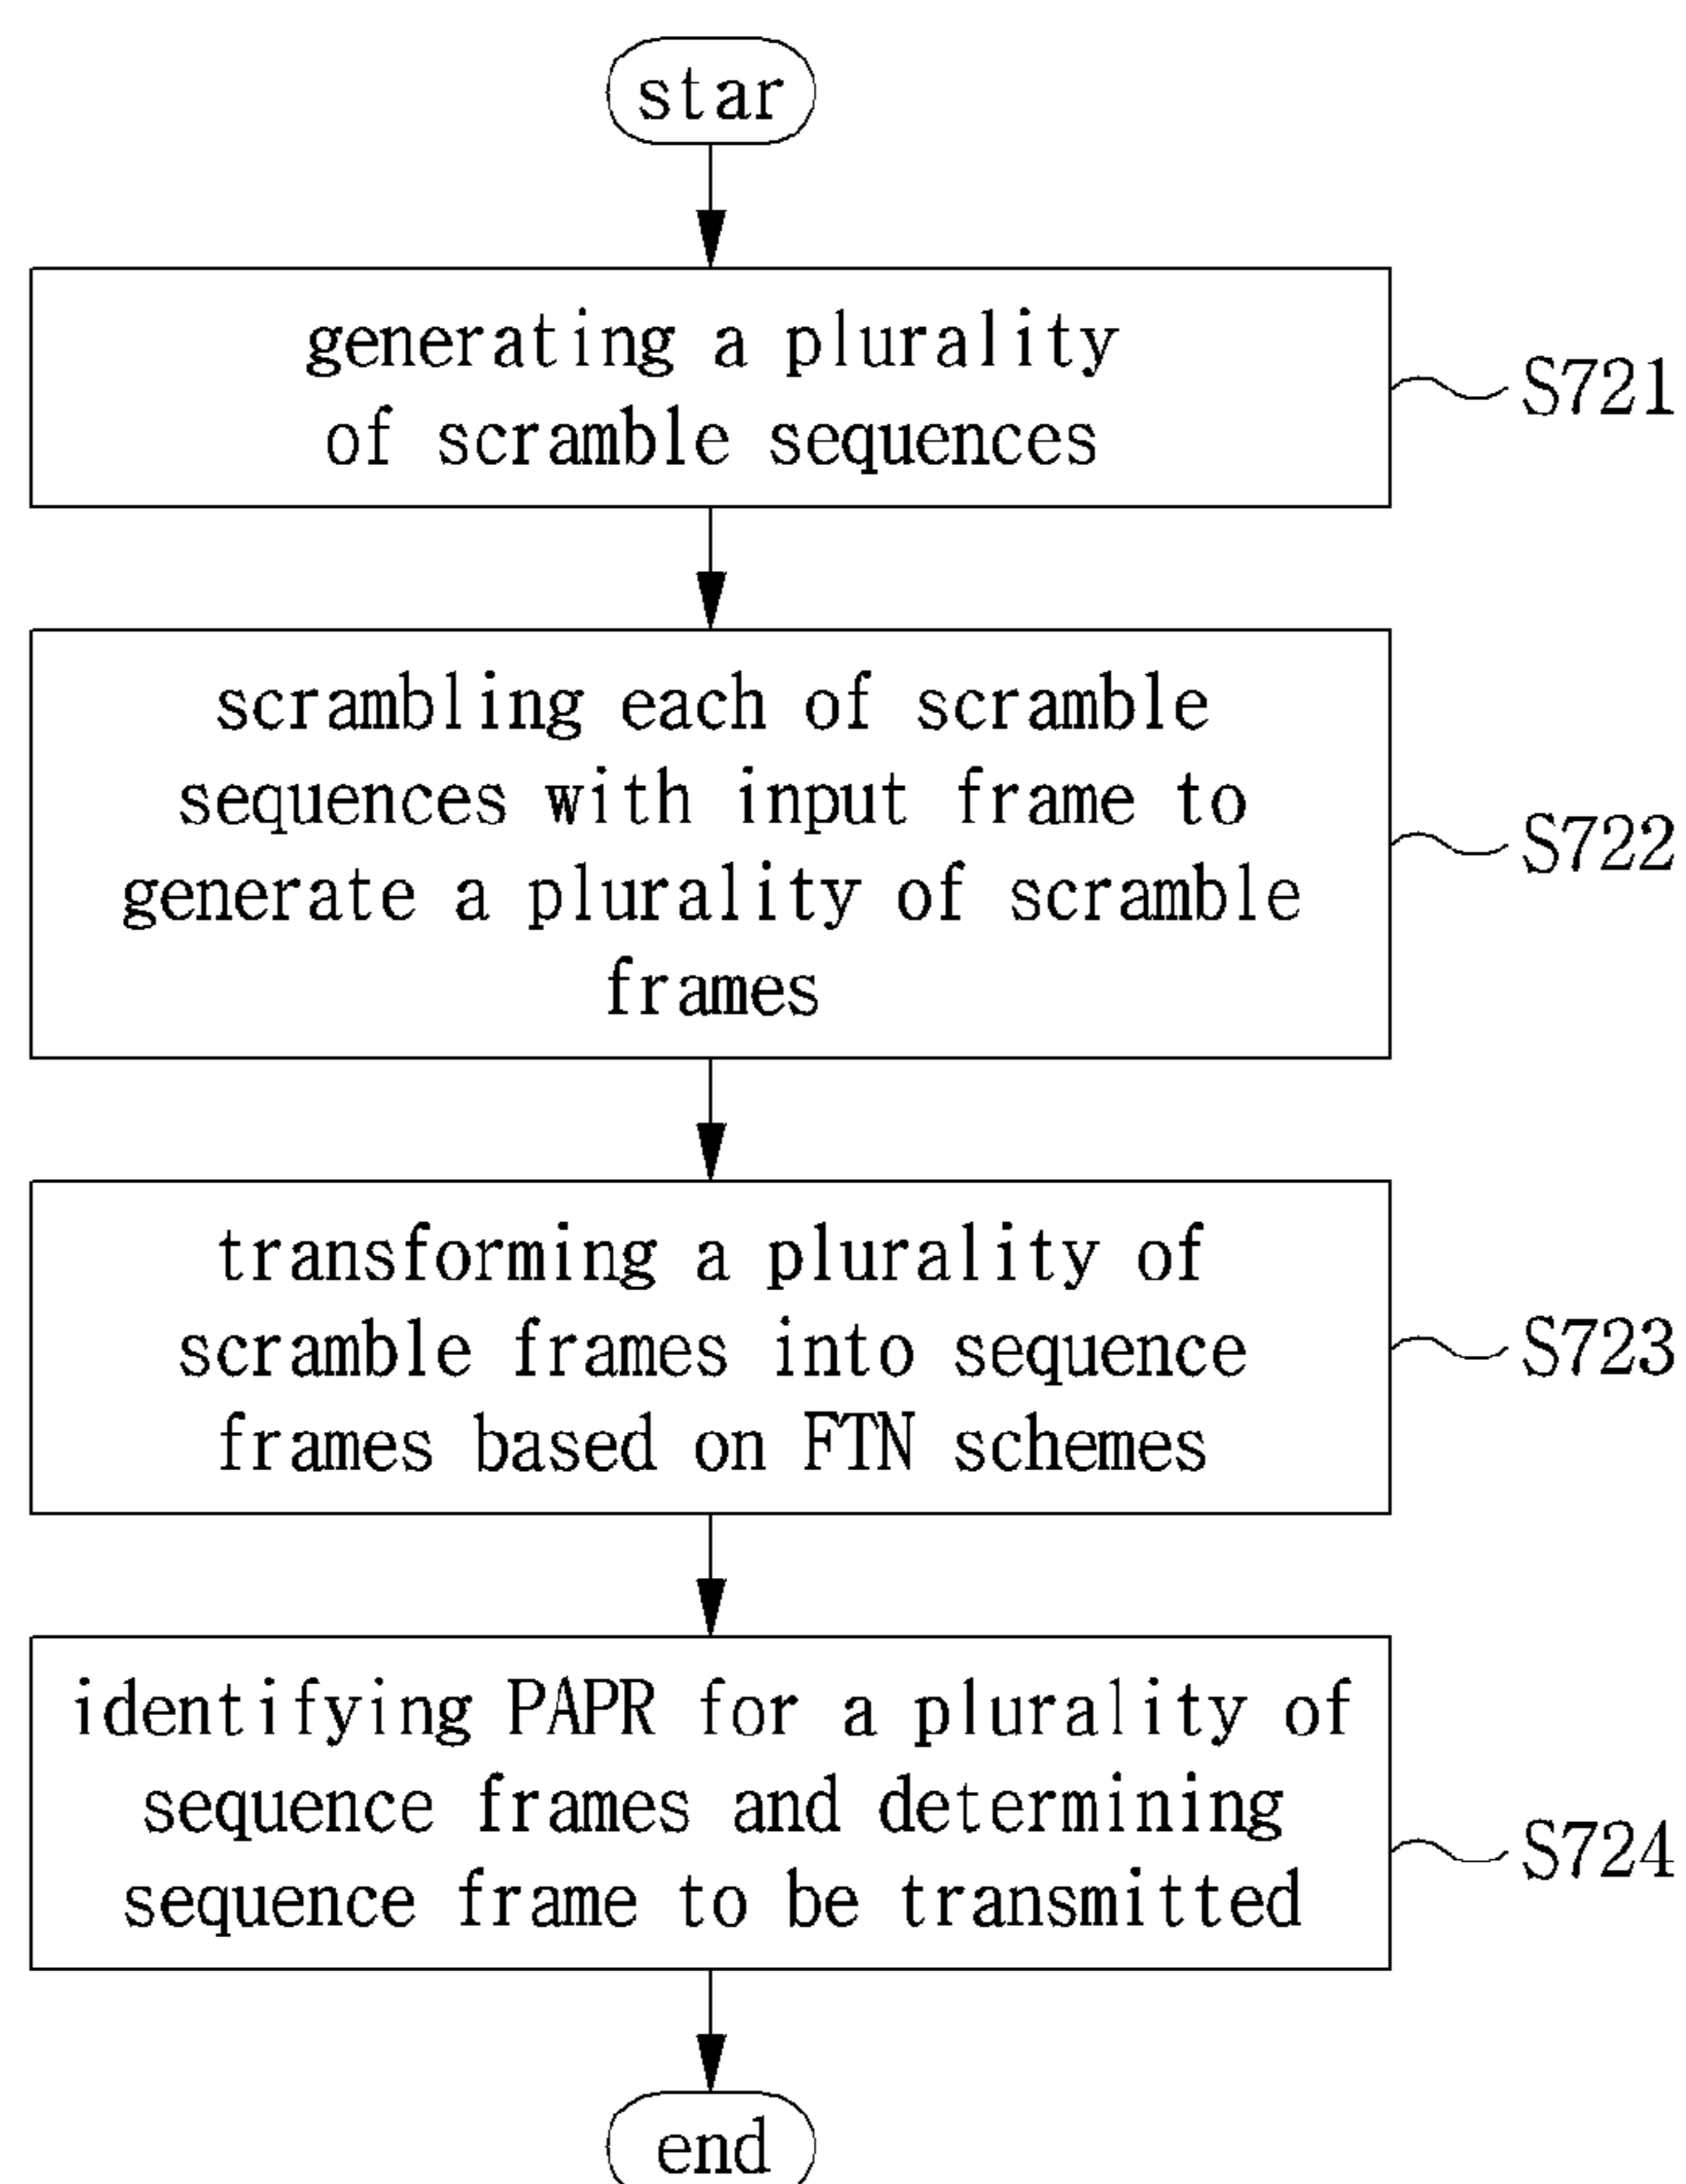 star
generating a plurality
of scramble sequences
S721
scrambling each of scramble
sequences with input frame to
generate a plurality of scramble
frames
S722
transforming a plurality of
scramble frames into sequence
frames based on FTN schemes
S723
identifying PAPR for a plurality of
sequence frames and determining
sequence frame to be transmitted
S724
end